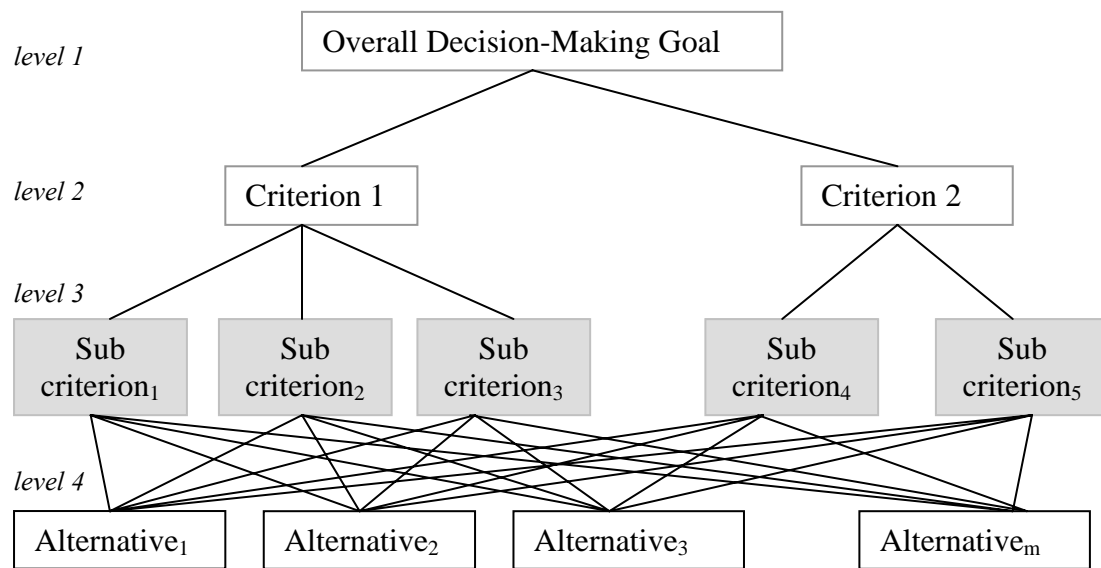 level 1
Overall Decision-Making Goal
level 2
Criterion 1
Criterion 2
level 3
Sub
criterion₁
Sub
criterion₂
Sub
criterion₃
Sub
criterion₄
Sub
criterion₅
level 4
Alternative₁
Alternative₂
Alternative₃
Alternativeₘ